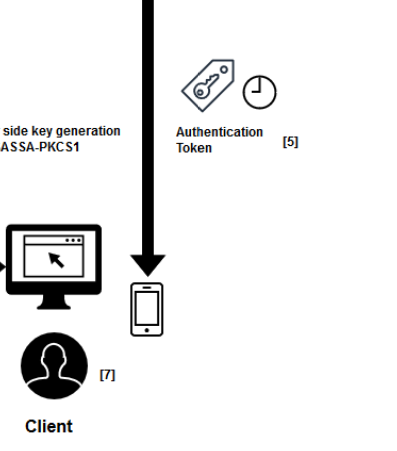 side key generation
ASSA-PKCS1
Authentication
Token
[5]
[7]
Client